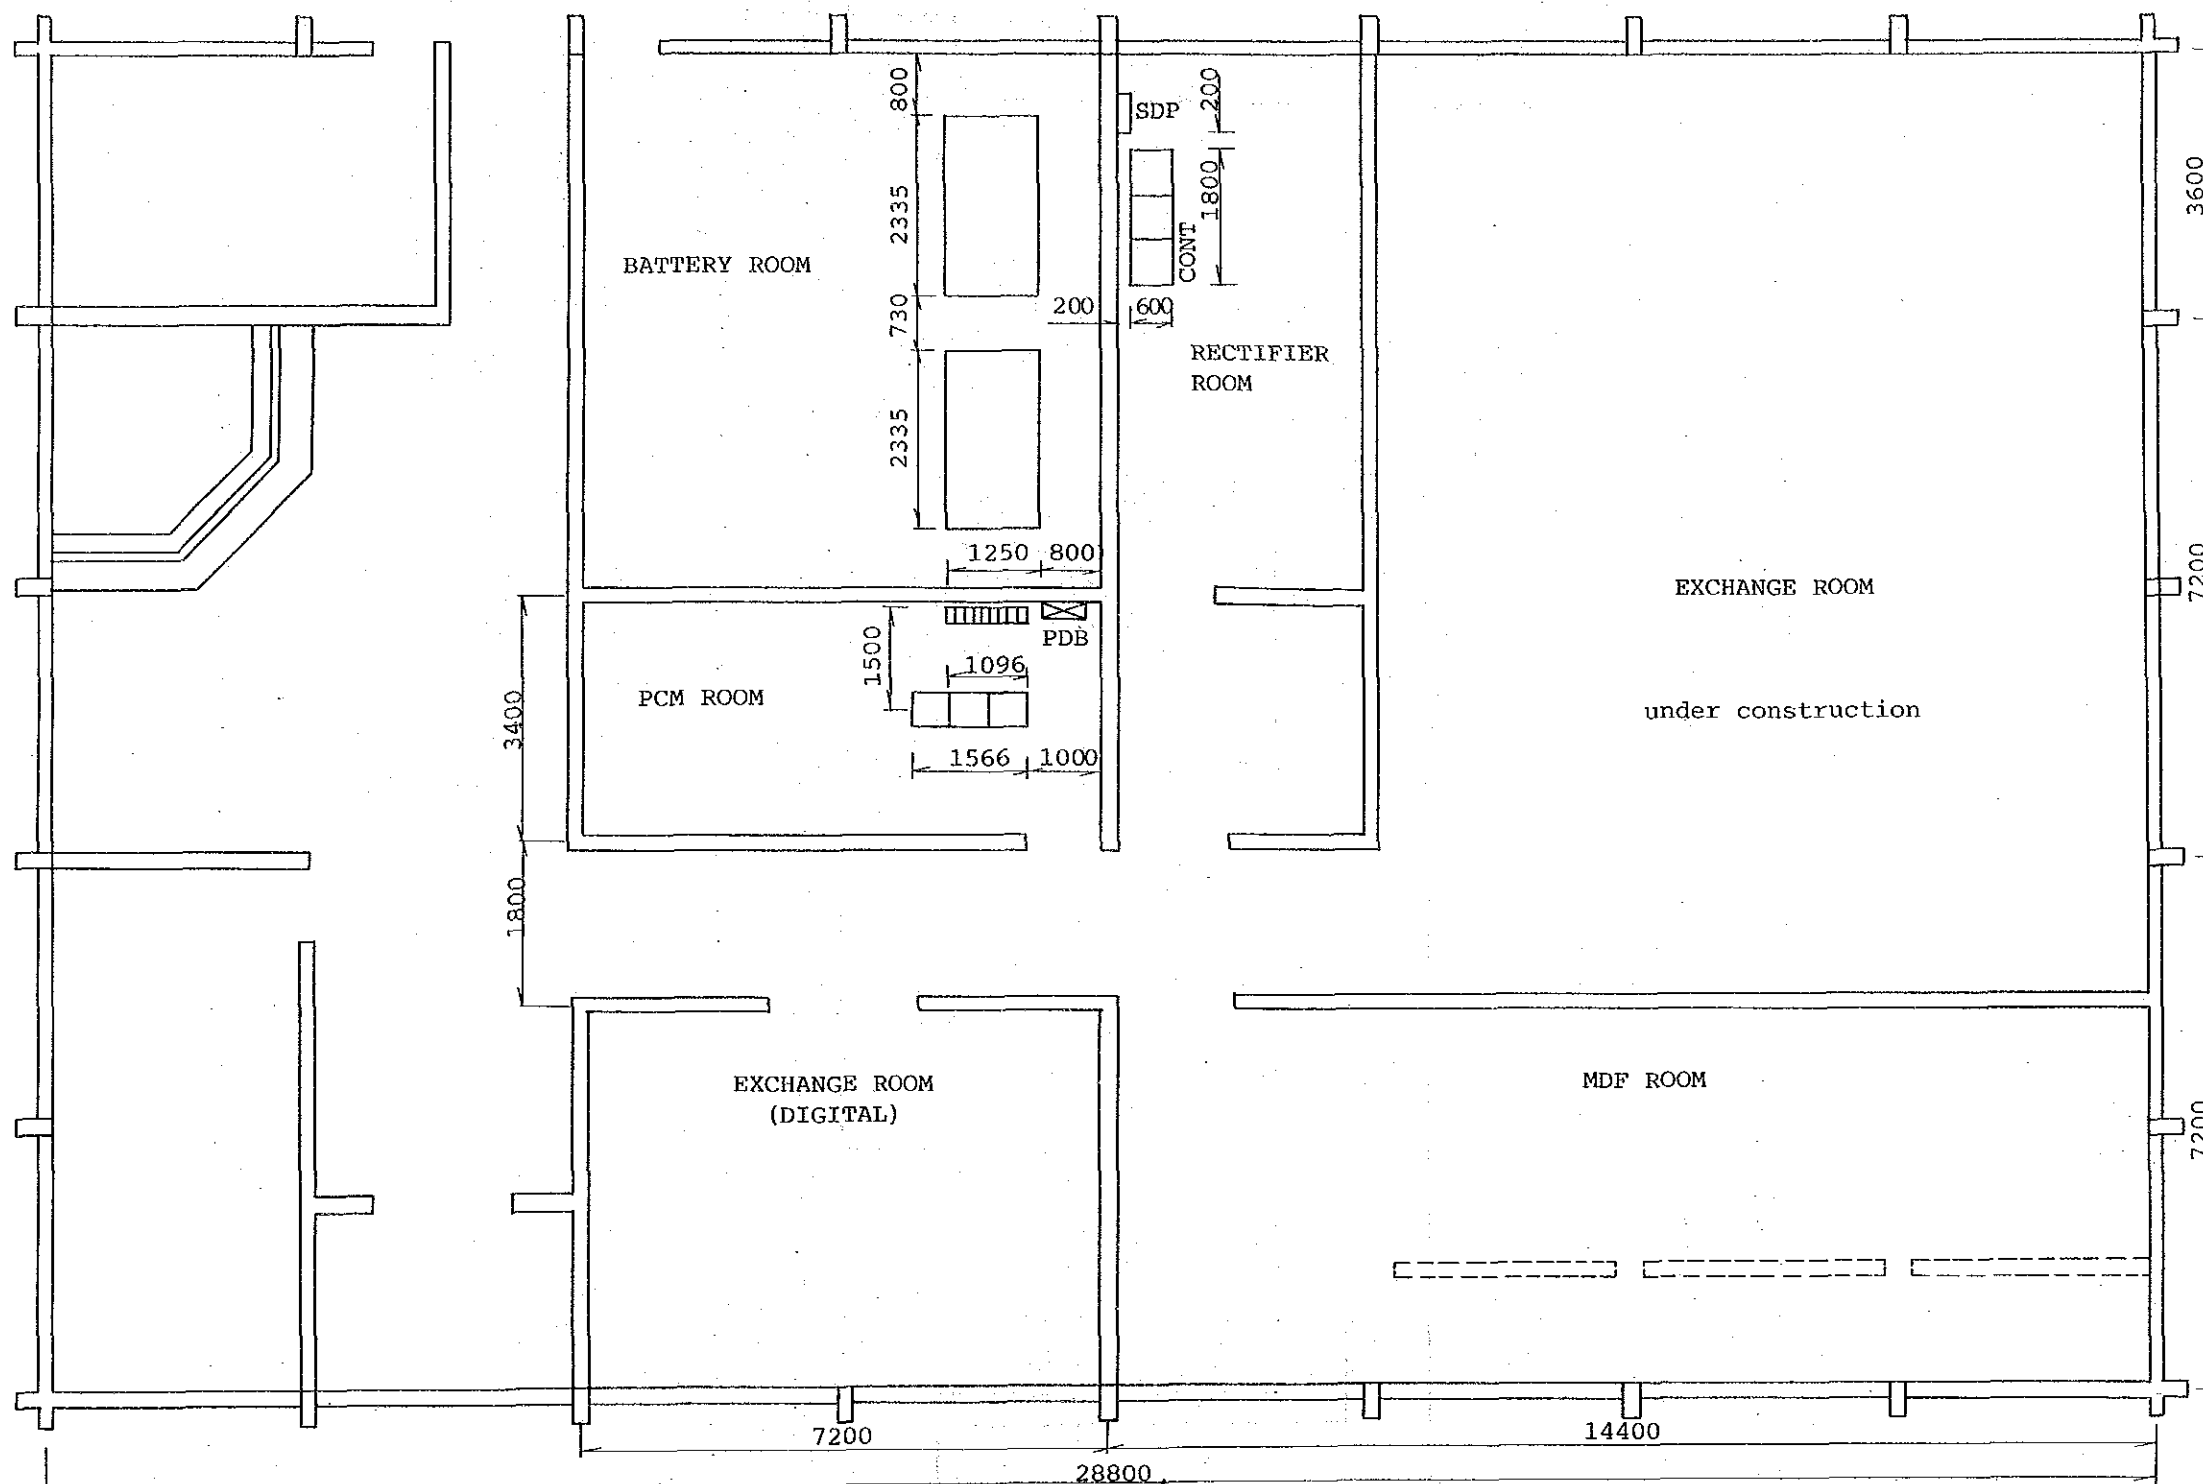 800
SDP
200
2335
1800
CONT
3600
BATTERY ROOM
730
200
600
RECTIFIER
ROOM
2335
1250
800
7200
EXCHANGE ROOM
PDB
1500
1096
PCM ROOM
3400
under construction
1566
1000
1800
EXCHANGE ROOM
(DIGITAL)
MDF ROOM
7200
7200
14400
28800